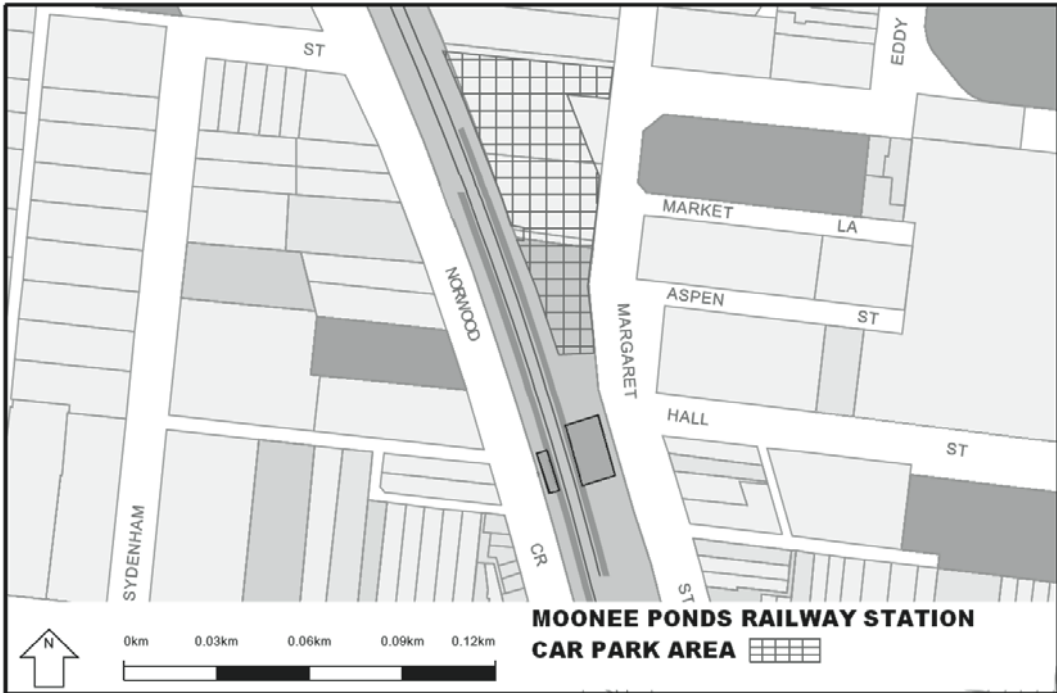 ST
EDDY
MARKET
LA
NORWOOD
ASPEN
ST
MARGARET
HALL
ST
SYDENHAM
CR
ST
N
0km 0.03km 0.06km 0.09km 0.12km
MOONEE PONDS RAILWAY STATION
CAR PARK AREA